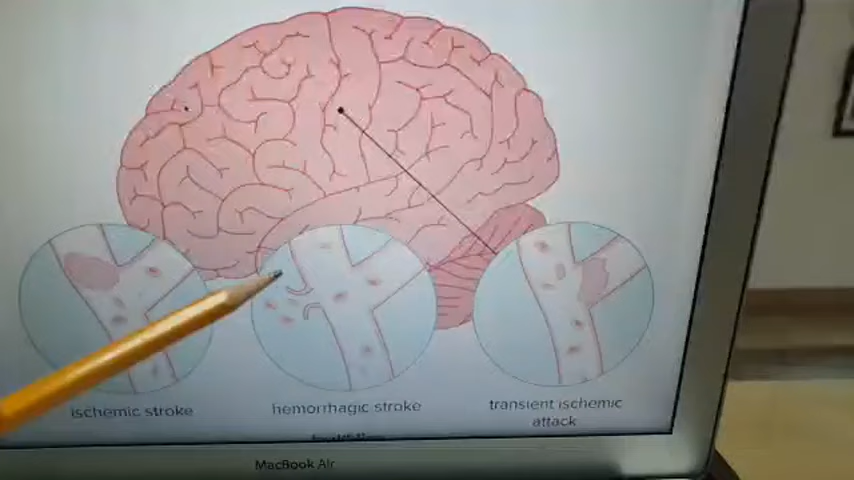 ischemic stroke
hemorrhagic stroke
transient ischemic
attack
MacBook Air